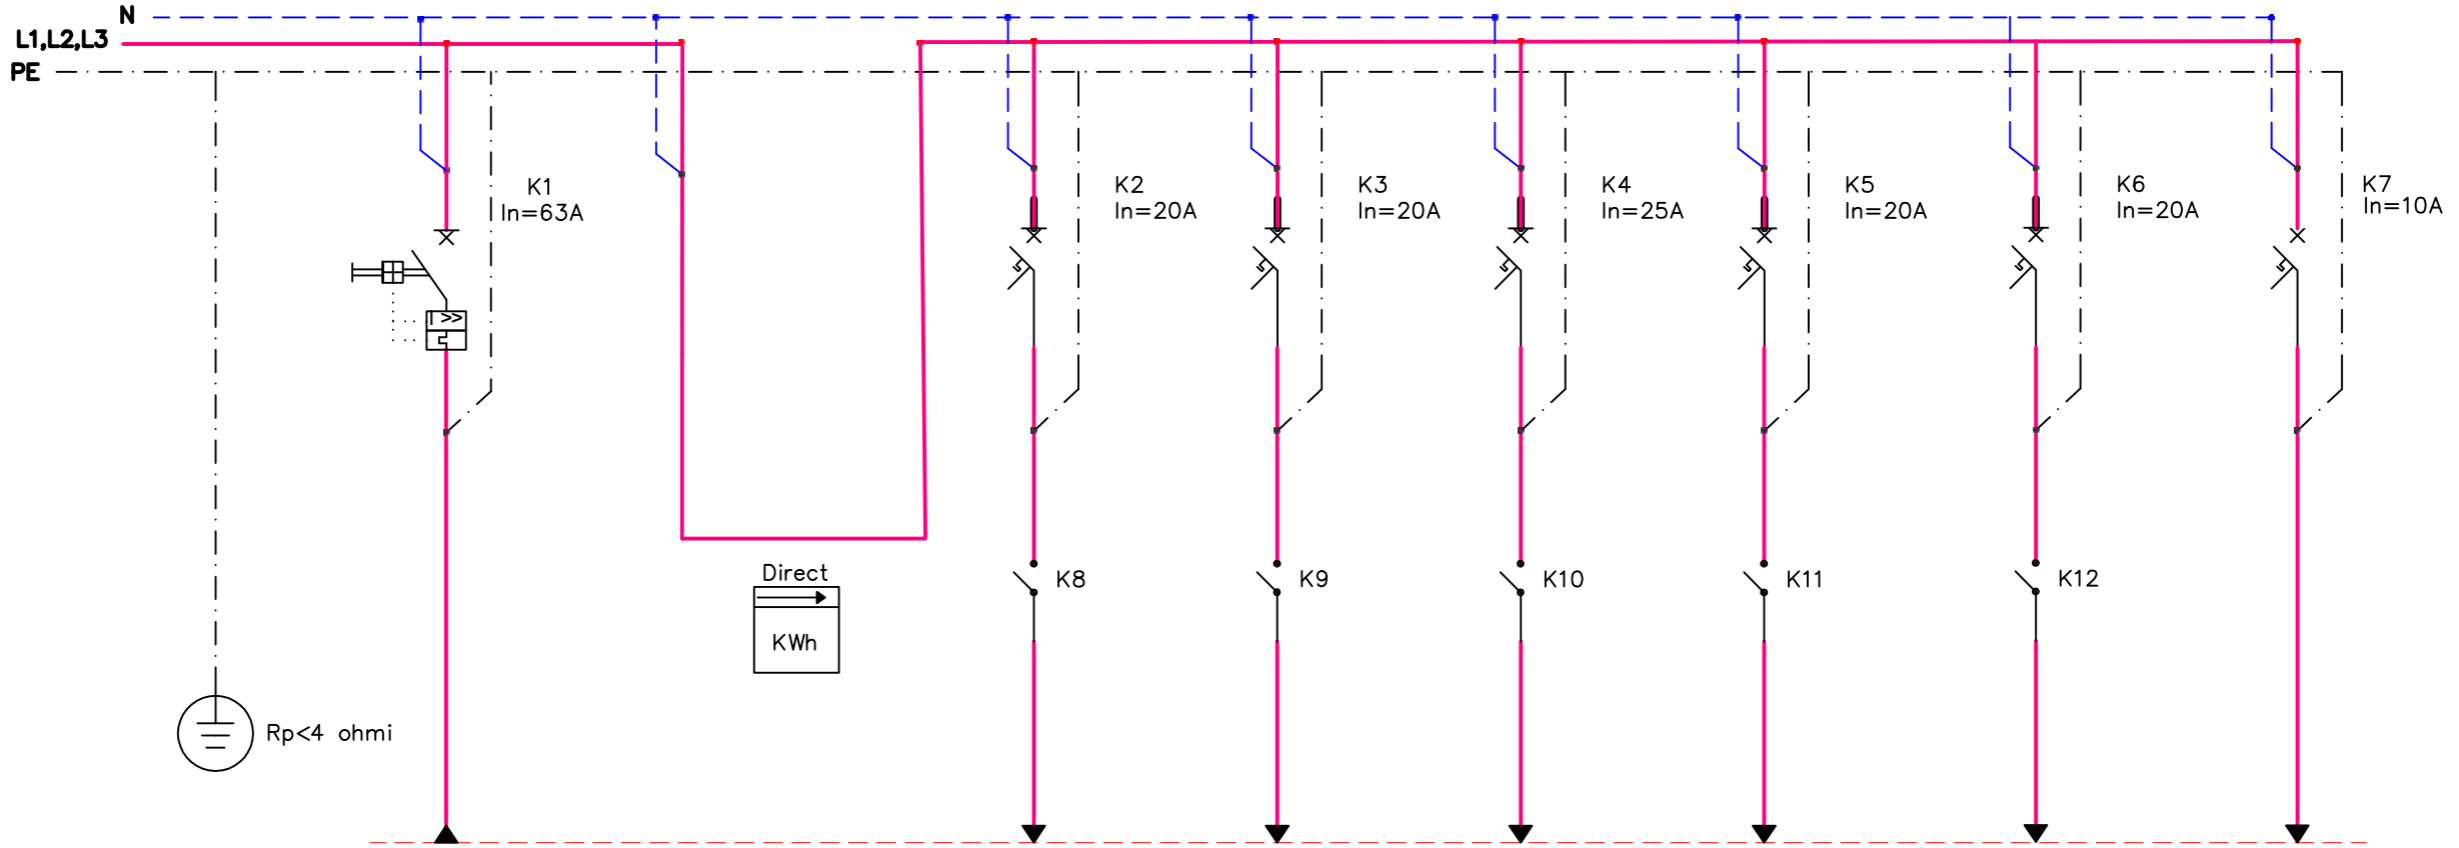 N
L1,L2,L3
PE
K1
In=63A
K2
In=20A
K3
In=20A
K4
In=25A
K5
In=20A
K6
In=20A
K7
In=10A
I >>
Direct
KWh
K8
K9
K10
K11
K12
Rp<4 ohmi